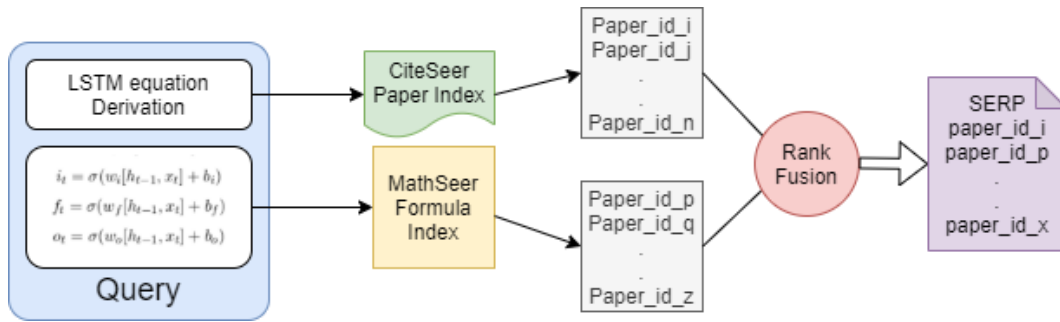 LSTM equation
Derivation
i_t = σ(w_i[h_{t-1}, x_t] + b_i)
f_t = σ(w_f[h_{t-1}, x_t] + b_f)
o_t = σ(w_o[h_{t-1}, x_t] + b_o)
Query
CiteSeer
Paper Index
MathSeer
Formula
Index
Paper_id_i
Paper_id_j
.
.
Paper_id_n
Paper_id_p
Paper_id_q
.
.
Paper_id_z
Rank
Fusion
SERP
paper_id_i
paper_id_p
.
.
paper_id_x